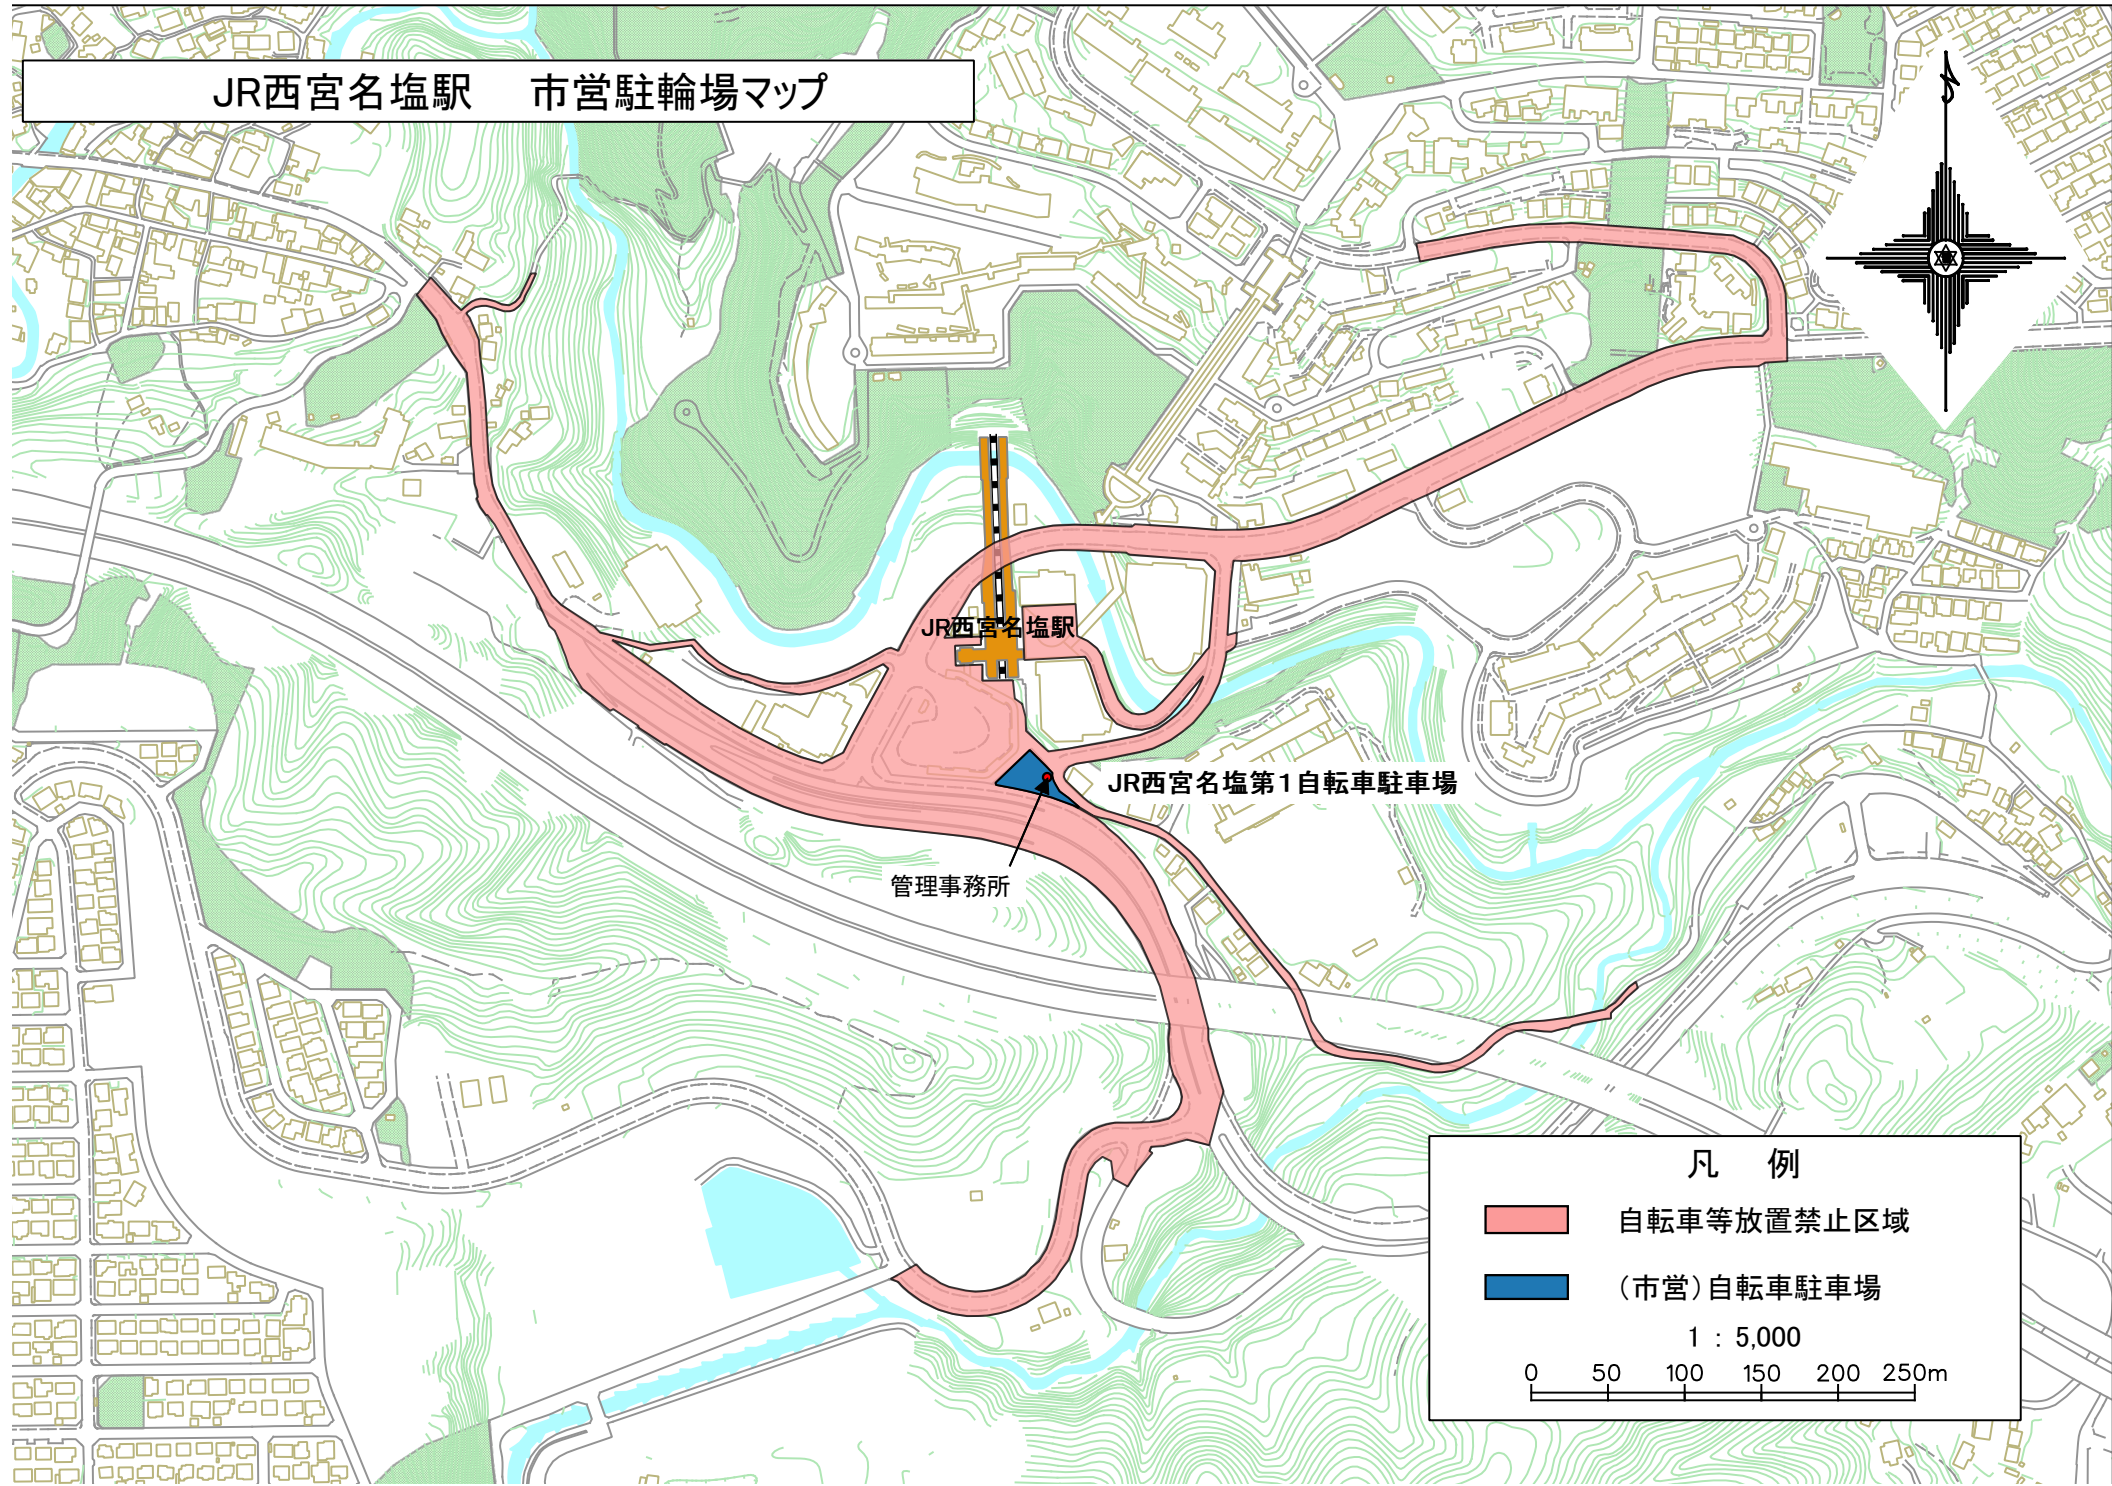 JR西宮名塩駅　市営駐輪場マップ
JR西宮名塩駅
JR西宮名塩第1自転車駐車場
管理事務所
凡　例
自転車等放置禁止区域
（市営）自転車駐車場
1 : 5,000
0 50 100 150 200 250m